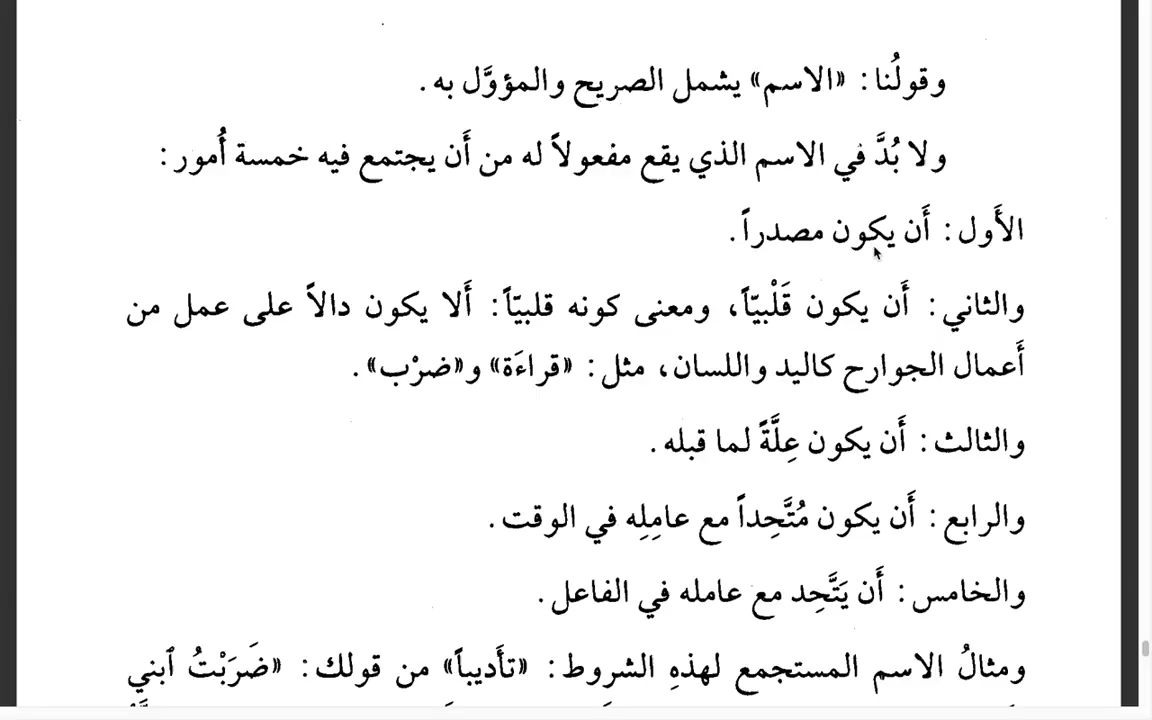 وقولُنا: «الاسم» يشمل الصريح والمؤوَّل به.
ولا بُدَّ في الاسم الذي يقع مفعولاً له من أَن يجتمع فيه خمسة أُمور:
الأَول: أَن يكون مصدراً.
والثاني: أَن يكون قَلْبيّاً، ومعنى كونه قلبيّاً: أَلا يكون دالاً على عمل من
أَعمال الجوارح كاليد واللسان، مثل: «قراءَة» و«ضرْب».
والثالث: أَن يكون عِلَّةً لما قبله.
والرابع: أَن يكون مُتَّحِداً مع عامِلِه في الوقت.
والخامس: أَن يَتَّحِد مع عامله في الفاعل.
ومثالُ الاسم المستجمع لهذهِ الشروط: «تأَديباً» من قولك: «ضَرَبْتُ ٱبني